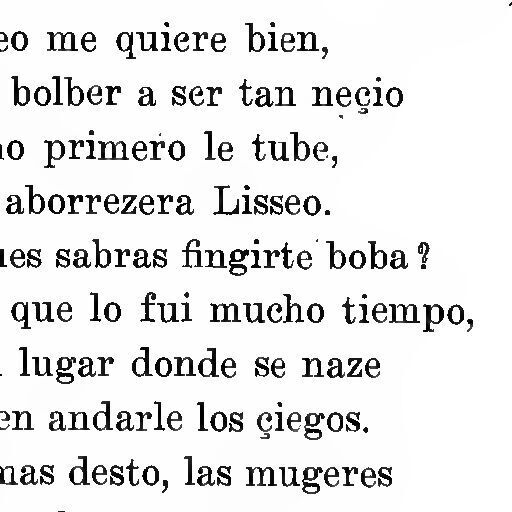 eo me quiere bien,
bolber a ser tan neçio
no primero le tube,
aborrezera Lisseo.
ues sabras fingirte boba?
que lo fui mucho tiempo,
lugar donde se naze
en andarle los çiegos.
mas desto, las mugeres